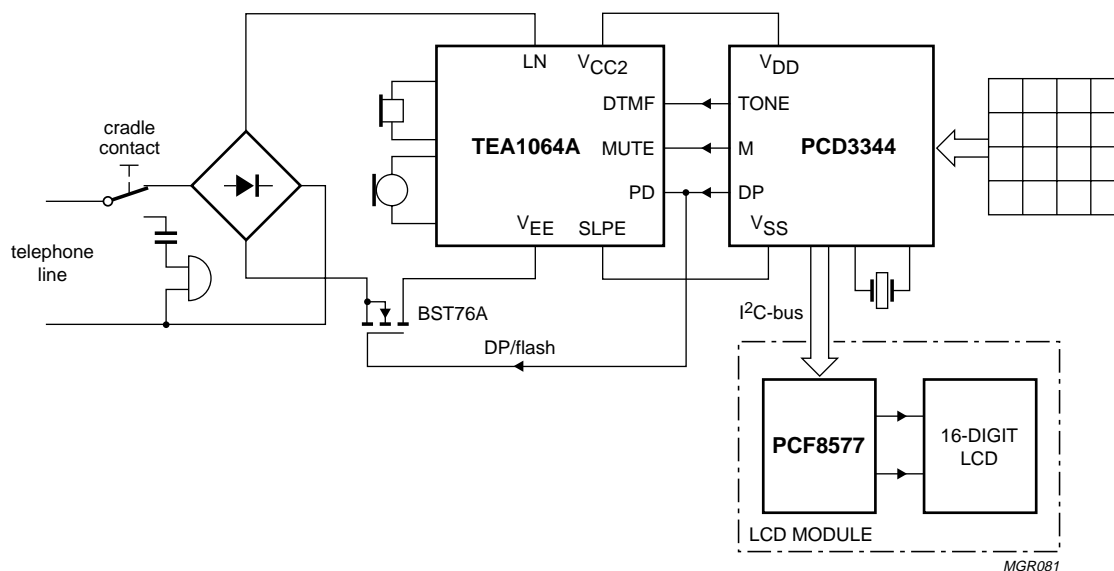 cradle
contact
telephone
line
LN
VCC2
DTMF
TEA1064A
MUTE
PD
VEE
SLPE
VDD
TONE
PCD3344
M
DP
VSS
BST76A
DP/flash
I²C-bus
PCF8577
16-DIGIT
LCD
LCD MODULE
MGR081